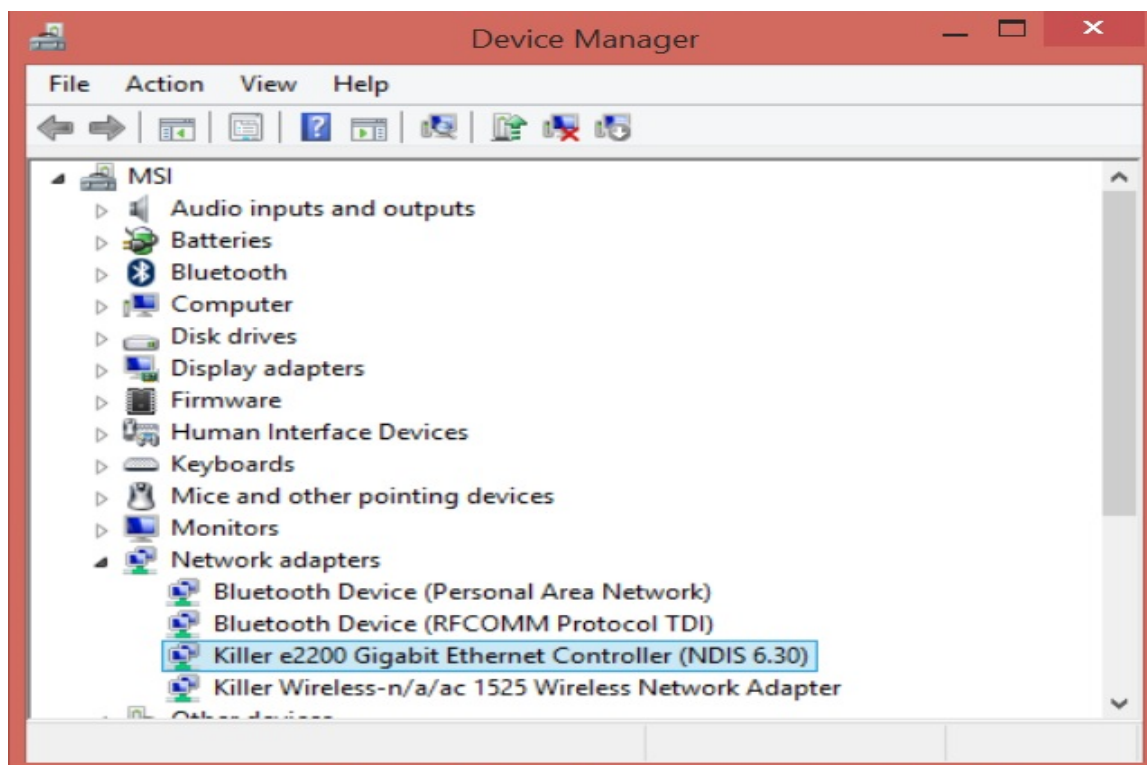 Device Manager
File Action View Help
MSI
Audio inputs and outputs
Batteries
Bluetooth
Computer
Disk drives
Display adapters
Firmware
Human Interface Devices
Keyboards
Mice and other pointing devices
Monitors
Network adapters
Bluetooth Device (Personal Area Network)
Bluetooth Device (RFCOMM Protocol TDI)
Killer e2200 Gigabit Ethernet Controller (NDIS 6.30)
Killer Wireless-n/a/ac 1525 Wireless Network Adapter
Other devices